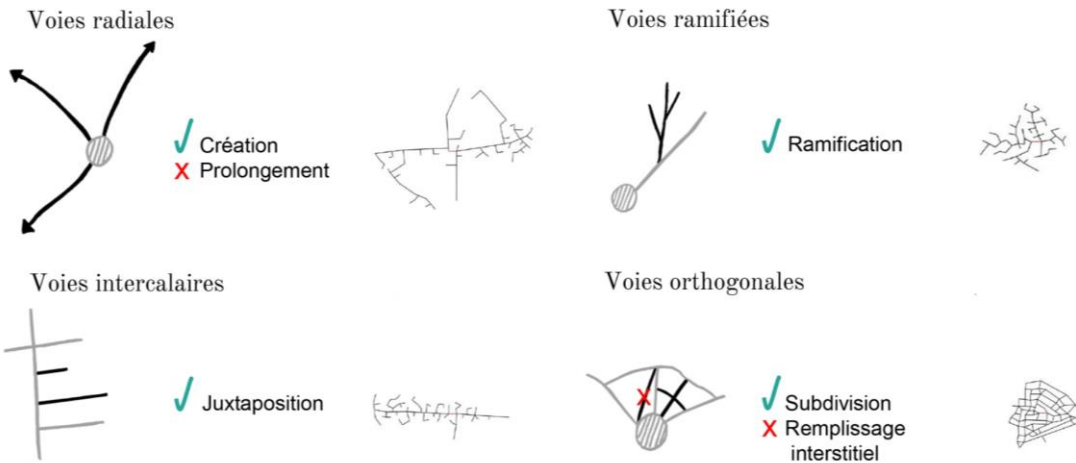 Voies radiales
✓ Création
x Prolongement
Voies ramifiées
✓ Ramification
Voies intercalaires
✓ Juxtaposition
Voies orthogonales
✓ Subdivision
x Remplissage
interstitiel